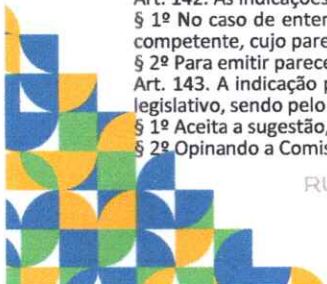 Art. 142. As indicações
§ 1º No caso de enter
competente, cujo pare
§ 2º Para emitir parece
Art. 143. A indicação p
legislativo, sendo pelo
§ 1º Aceita a sugestão,
§ 2º Opinando a Comis
RU